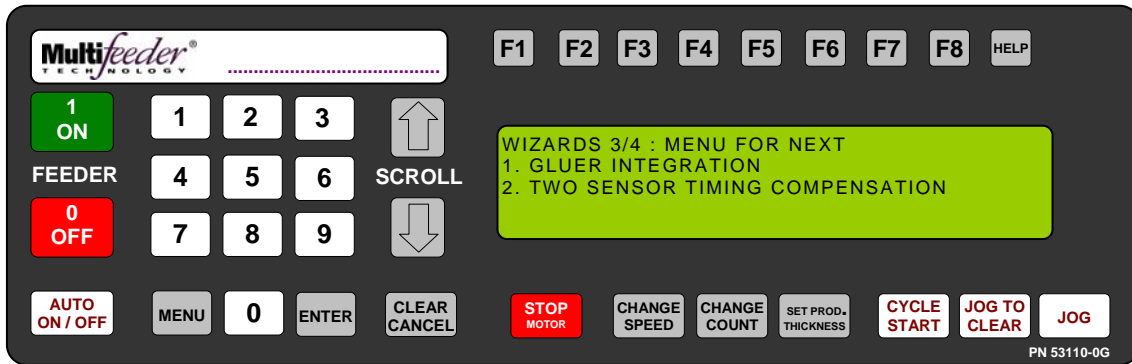 Multifeeder®
TECHNOLOGY
F1 F2 F3 F4 F5 F6 F7 F8 HELP
1
ON
FEEDER
0
OFF
1 2 3
4 5 6
7 8 9
SCROLL
WIZARDS 3/4 : MENU FOR NEXT
1. GLUER INTEGRATION
2. TWO SENSOR TIMING COMPENSATION
AUTO
ON / OFF
MENU
0
ENTER
CLEAR
CANCEL
STOP
MOTOR
CHANGE
SPEED
CHANGE
COUNT
SET PROD.
THICKNESS
CYCLE
START
JOG TO
CLEAR
JOG
PN 53110-0G